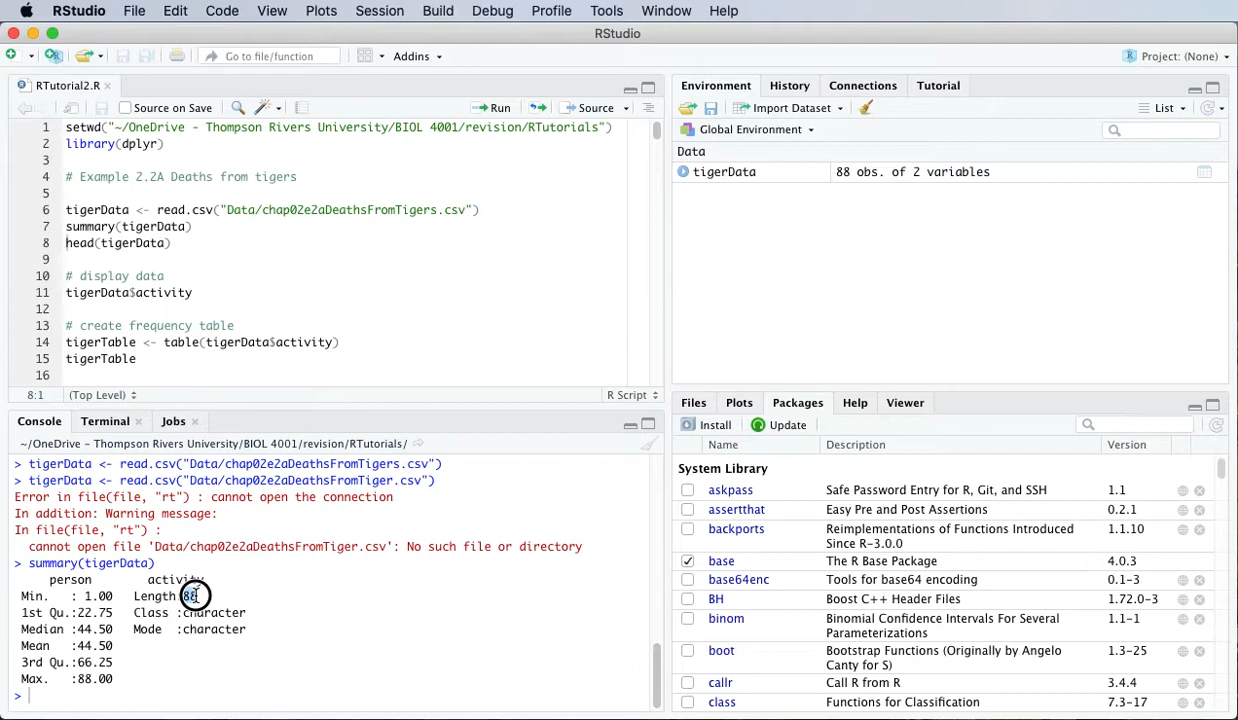 RStudio File Edit Code View Plots Session Build Debug Profile Tools Window Help
RStudio
Go to file/function Addins Project: (None)
RTutorial2.R
Source on Save Run Source
1 setwd("~/OneDrive - Thompson Rivers University/BIOL 4001/revision/RTutorials")
2 library(dplyr)
3
4 # Example 2.2A Deaths from tigers
5
6 tigerData <- read.csv("Data/chap02e2aDeathsFromTigers.csv")
7 summary(tigerData)
8 head(tigerData)
9
10 # display data
11 tigerData$activity
12
13 # create frequency table
14 tigerTable <- table(tigerData$activity)
15 tigerTable
16
8:1 (Top Level) R Script
Console Terminal Jobs
~/OneDrive - Thompson Rivers University/BIOL 4001/revision/RTutorials/
> tigerData <- read.csv("Data/chap02e2aDeathsFromTigers.csv")
> tigerData <- read.csv("Data/chap02e2aDeathsFromTiger.csv")
Error in file(file, "rt") : cannot open the connection
In addition: Warning message:
In file(file, "rt") :
cannot open file 'Data/chap02e2aDeathsFromTiger.csv': No such file or directory
> summary(tigerData)
person activity
Min. : 1.00 Length:88
1st Qu.:22.75 Class :character
Median :44.50 Mode :character
Mean :44.50
3rd Qu.:66.25
Max. :88.00
>
Environment History Connections Tutorial
Import Dataset List
Global Environment
Data
tigerData 88 obs. of 2 variables
Files Plots Packages Help Viewer
Install Update
Name Description Version
System Library
askpass Safe Password Entry for R, Git, and SSH 1.1
assertthat Easy Pre and Post Assertions 0.2.1
backports Reimplementations of Functions Introduced Since R-3.0.0 1.1.10
base The R Base Package 4.0.3
base64enc Tools for base64 encoding 0.1-3
BH Boost C++ Header Files 1.72.0-3
binom Binomial Confidence Intervals For Several Parameterizations 1.1-1
boot Bootstrap Functions (Originally by Angelo Canty for S) 1.3-25
callr Call R from R 3.4.4
class Functions for Classification 7.3-17